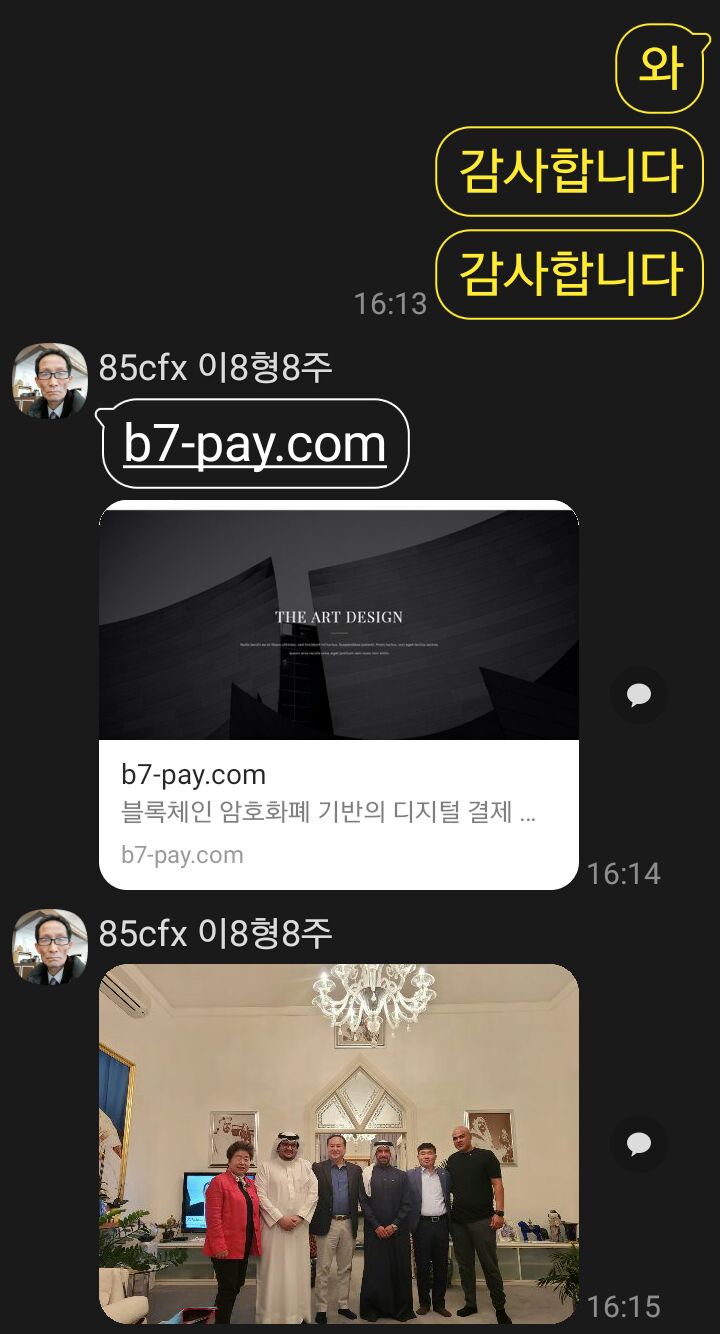 와
감사합니다
감사합니다
16:13
85cfx 이8형8주
b7-pay.com
THE ART DESIGN
b7-pay.com
블록체인 암호화폐 기반의 디지털 결제 ...
b7-pay.com
16:14
85cfx 이8형8주
16:15